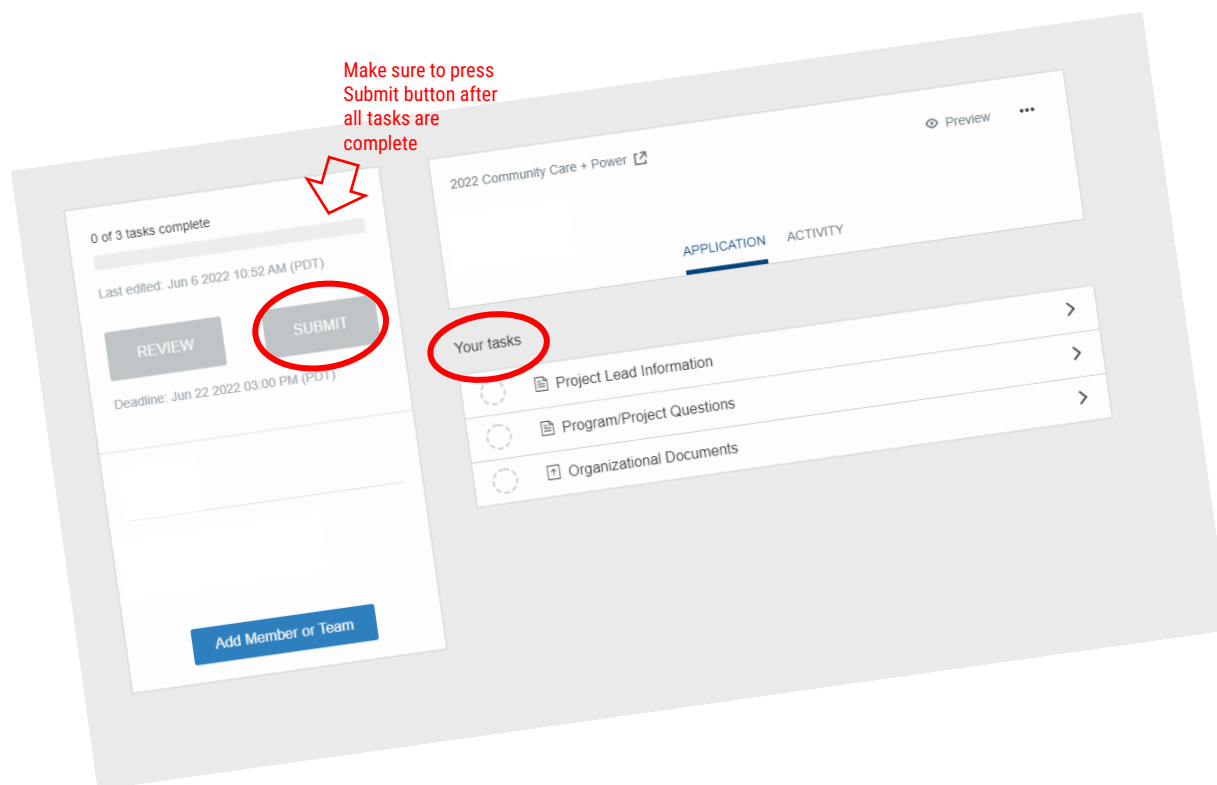 Make sure to press
Submit button after
all tasks are
complete
0 of 3 tasks complete
Last edited: Jun 6 2022 10:52 AM (PDT)
REVIEW
SUBMIT
Deadline: Jun 22 2022 03:00 PM (PDT)
Add Member or Team
2022 Community Care + Power
Preview
APPLICATION
ACTIVITY
Your tasks
Project Lead Information
Program/Project Questions
Organizational Documents